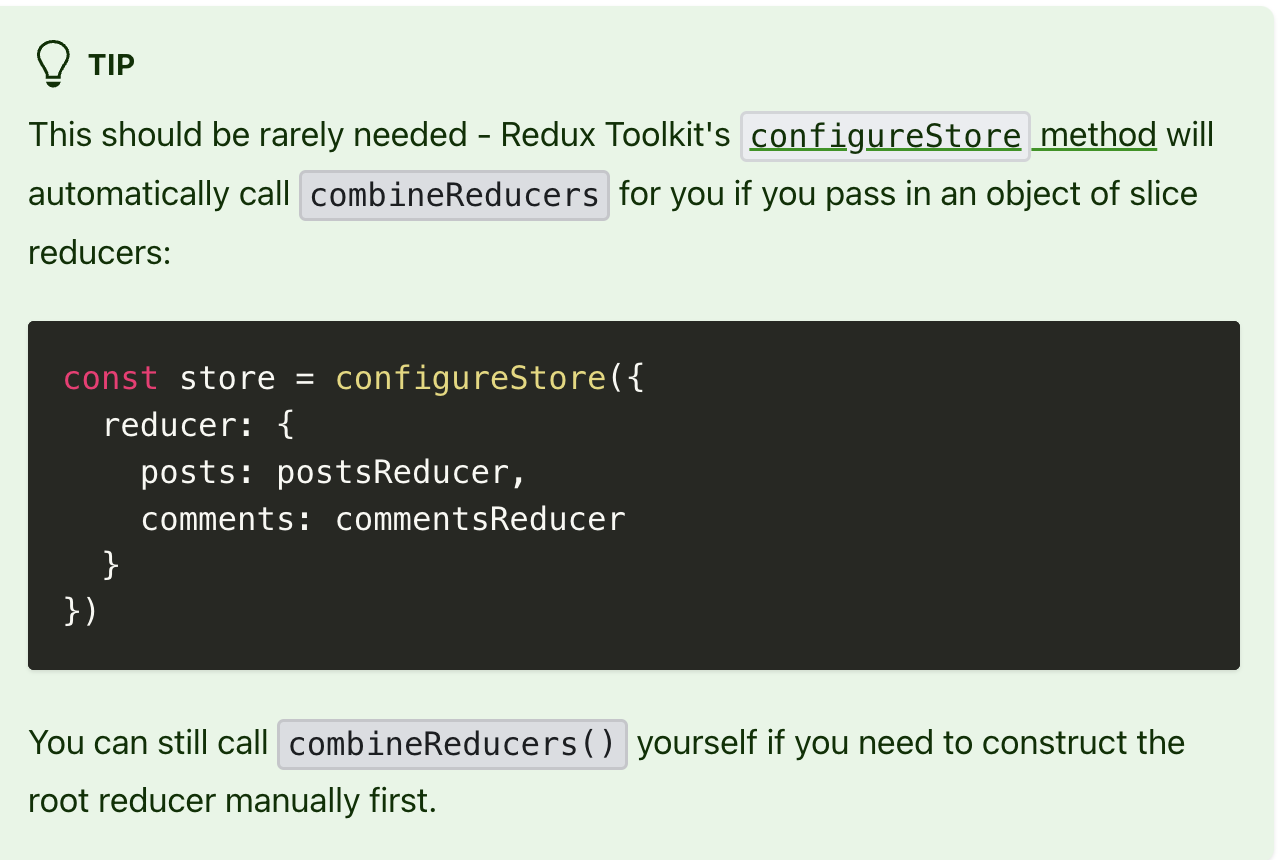 TIP
This should be rarely needed - Redux Toolkit's configureStore method will
automatically call combineReducers for you if you pass in an object of slice
reducers:
const store = configureStore({
  reducer: {
    posts: postsReducer,
    comments: commentsReducer
  }
})
You can still call combineReducers() yourself if you need to construct the
root reducer manually first.